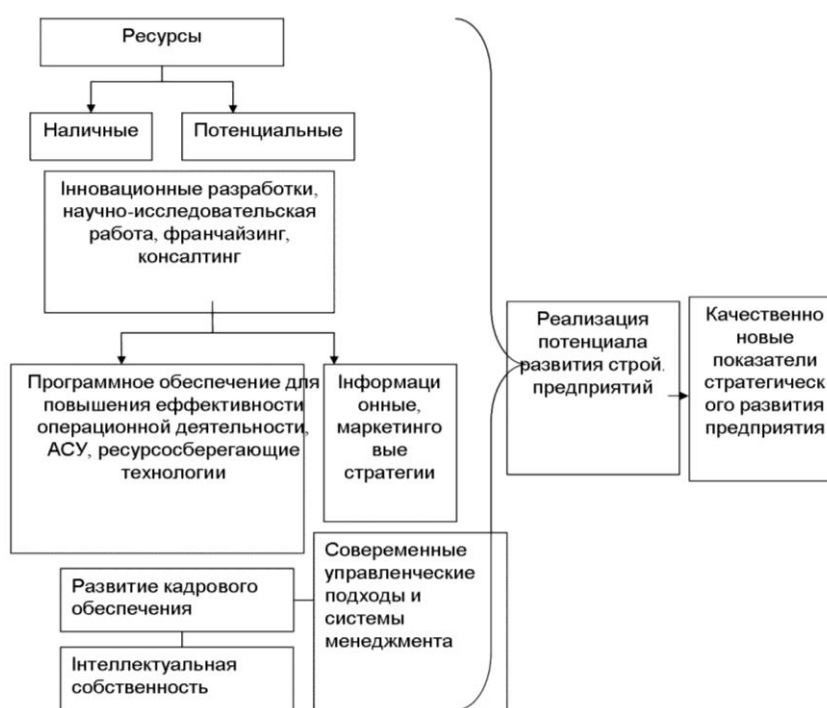 Ресурсы
Наличные
Потенциальные
Інновационные разработки,
научно-исследовательская
работа, франчайзинг,
консалтинг
Программное обеспечение для
повышения еффективности
операционной деятельности,
АСУ, ресурсосберегающие
технологии
Інформаци
онные,
маркетинго
вые
стратегии
Развитие кадрового
обеспечения
Інтеллектуальная
собственность
Совеременные
управленческие
подходы и
системы
менеджмента
Реализация
потенциала
развития строй.
предприятий
Качественно
новые
показатели
стратегическ
ого развития
предприятия